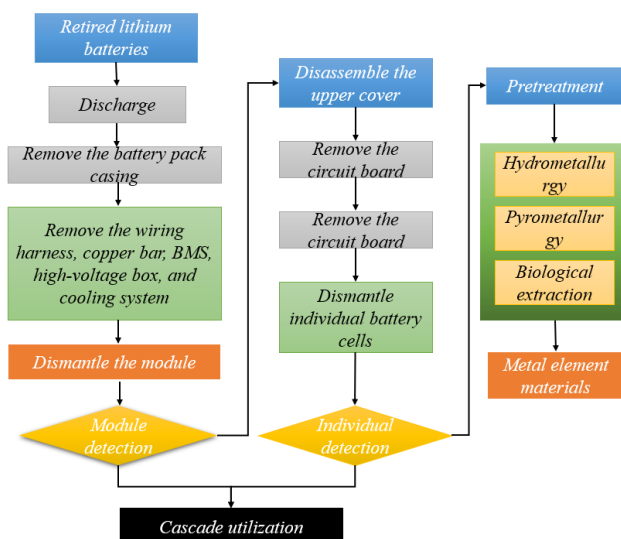 Retired lithium
batteries
Discharge
Remove the battery pack
casing
Remove the wiring
harness, copper bar, BMS,
high-voltage box, and
cooling system
Dismantle the module
Module
detection
Disassemble the
upper cover
Remove the
circuit board
Remove the
circuit board
Dismantle
individual battery
cells
Individual
detection
Pretreatment
Hydrometallu
rgy
Pyrometallu
rgy
Biological
extraction
Metal element
materials
Cascade utilization